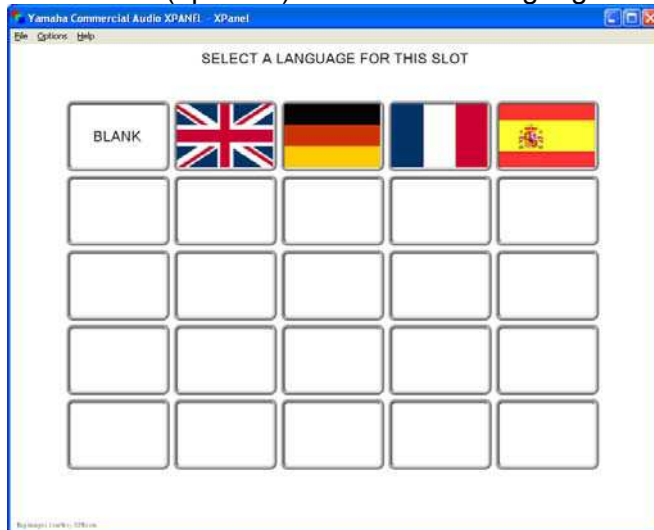 Yamaha Commercial Audio XPANEL - XPanel
File Options Help
SELECT A LANGUAGE FOR THIS SLOT
BLANK